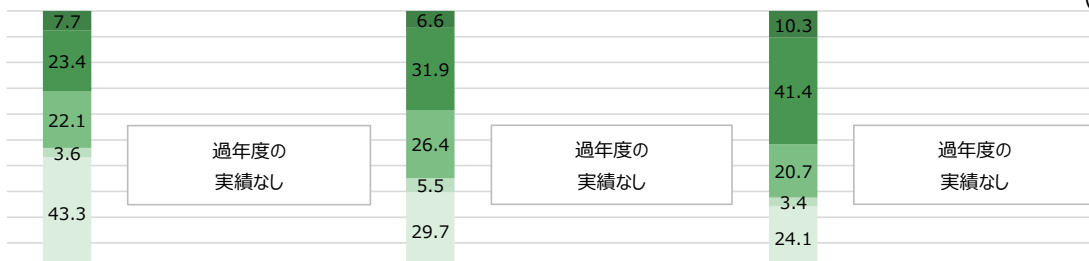 7.7
23.4
22.1
3.6
43.3
過年度の
実績なし
6.6
31.9
26.4
5.5
29.7
過年度の
実績なし
10.3
41.4
20.7
3.4
24.1
過年度の
実績なし